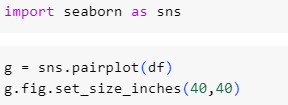 import seaborn as sns
g = sns.pairplot(df)
g.fig.set_size_inches(40,40)